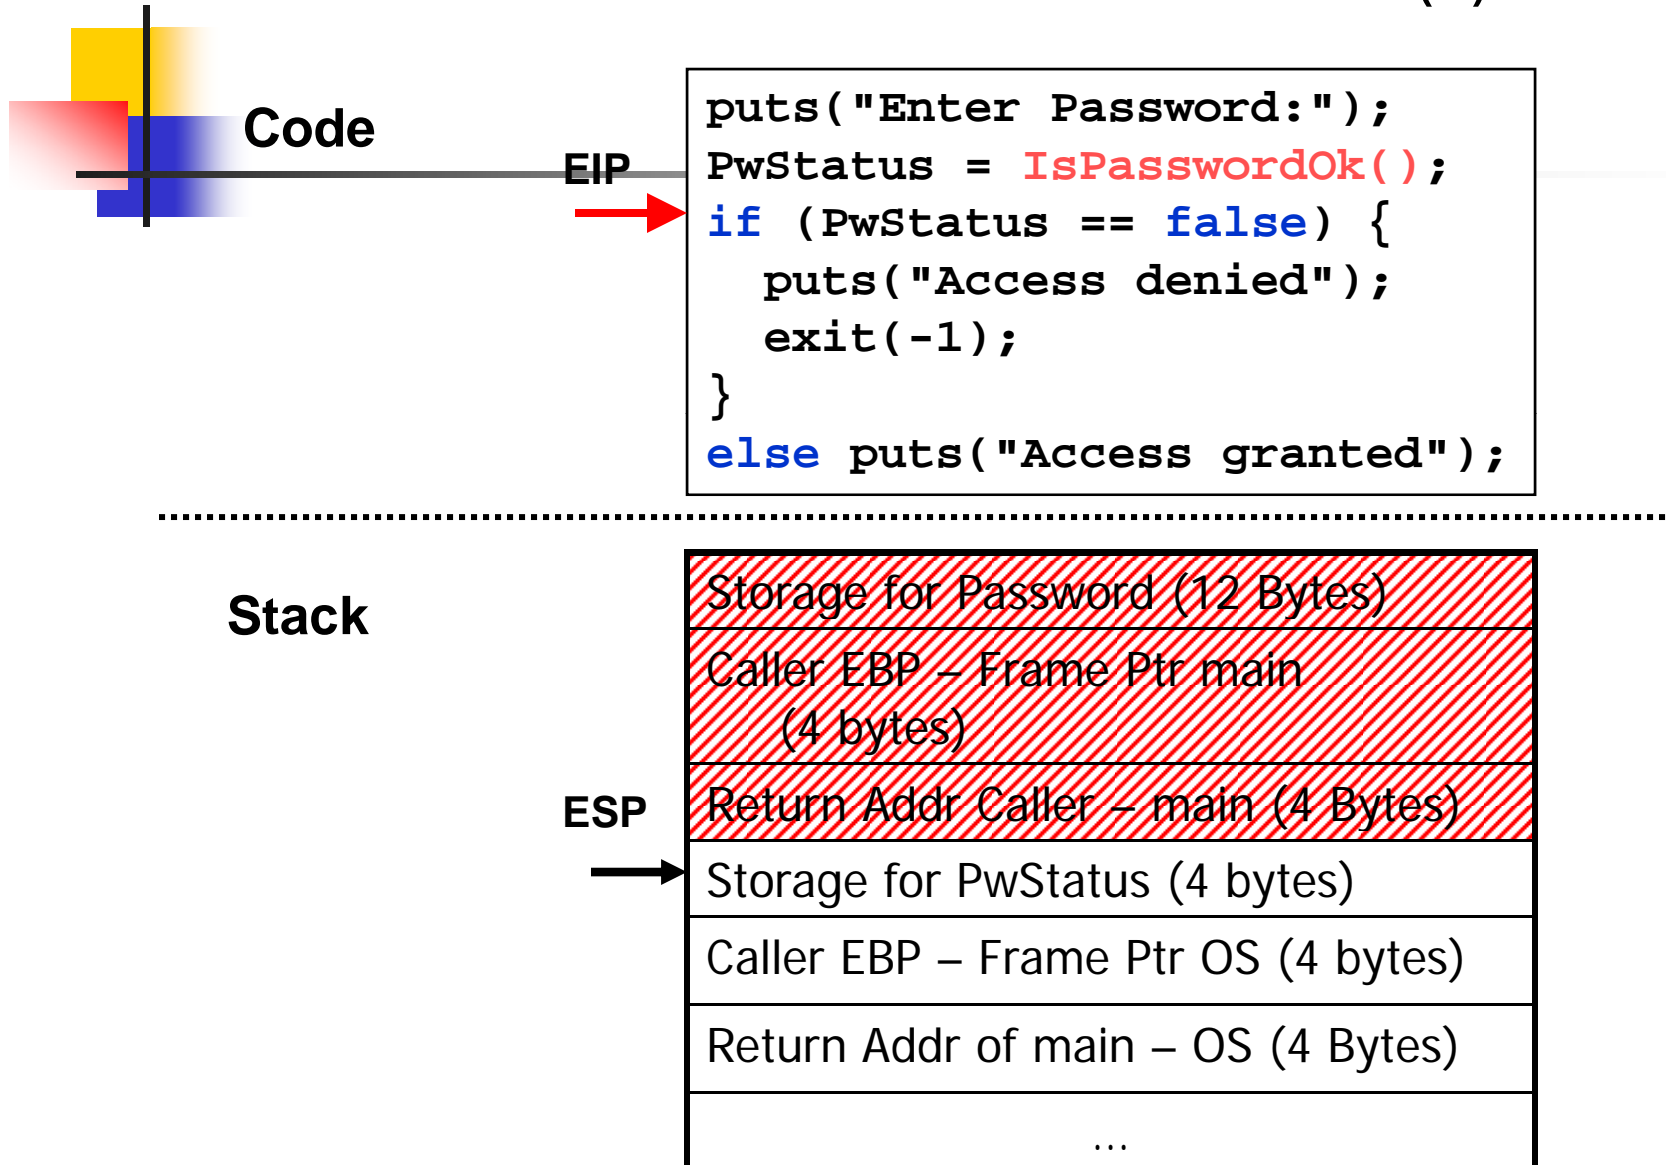 Code
EIP
puts("Enter Password:");
PwStatus = IsPasswordOk();
if (PwStatus == false) {
  puts("Access denied");
  exit(-1);
}
else puts("Access granted");
Stack
Storage for Password (12 Bytes)
Caller EBP – Frame Ptr main
(4 bytes)
ESP
Return Addr Caller – main (4 Bytes)
Storage for PwStatus (4 bytes)
Caller EBP – Frame Ptr OS (4 bytes)
Return Addr of main – OS (4 Bytes)
…